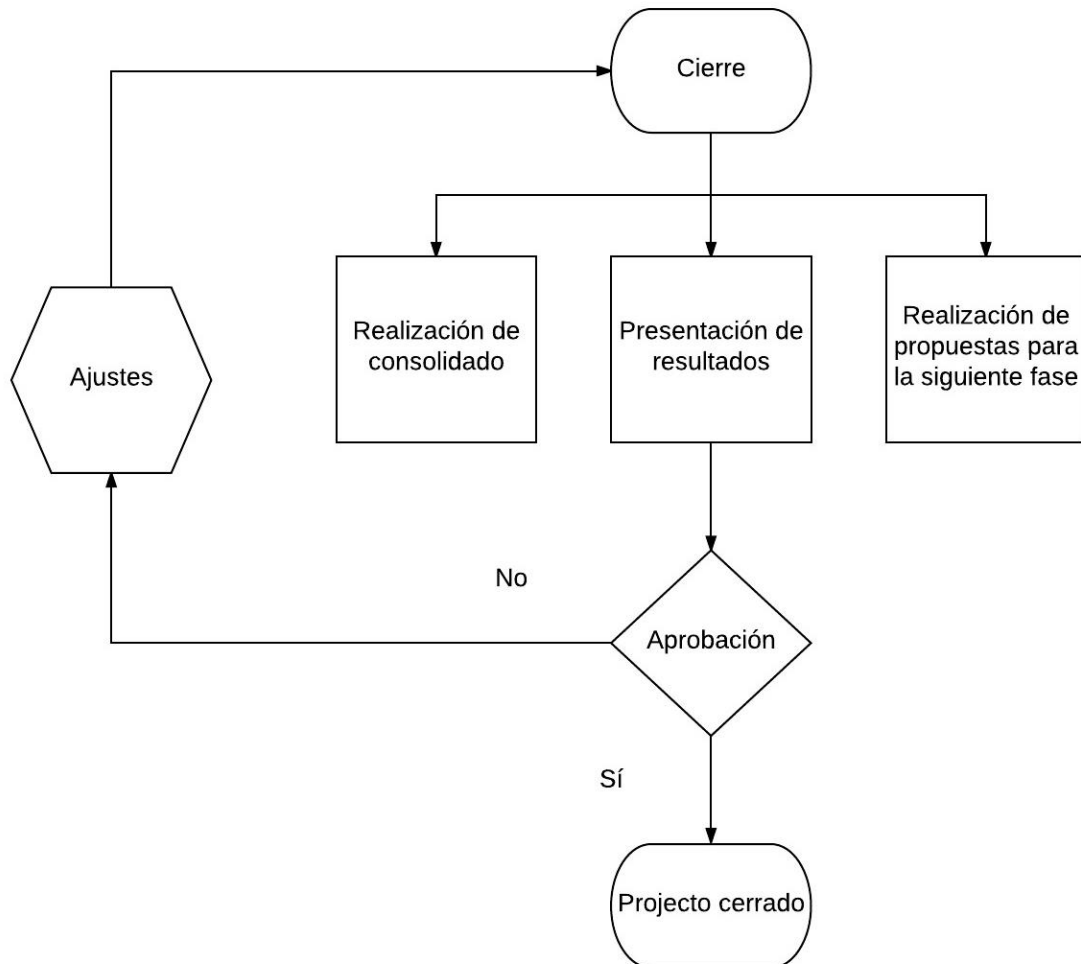 Cierre
Realización de
consolidado
Presentación de
resultados
Realización de
propuestas para
la siguiente fase
Ajustes
No
Aprobación
Sí
Projecto cerrado